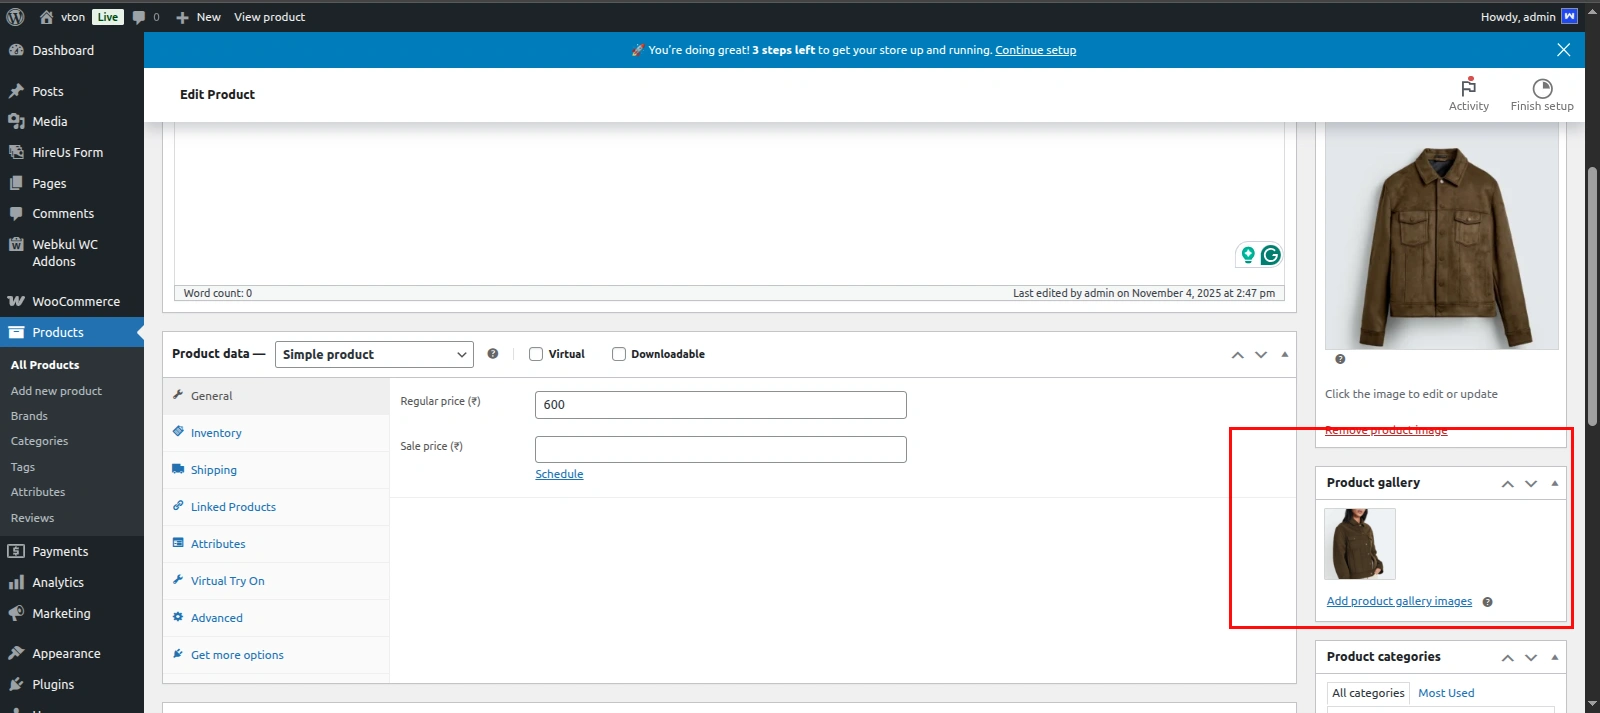 vton Live 0 New View product Howdy, admin
🚀 You're doing great! 3 steps left to get your store up and running. Continue setup
Edit Product
Activity
Finish setup
Dashboard
Posts
Media
HireUs Form
Pages
Comments
Webkul WC
Addons
WooCommerce
Products
All Products
Add new product
Brands
Categories
Tags
Attributes
Reviews
Payments
Analytics
Marketing
Appearance
Plugins
Word count: 0 Last edited by admin on November 4, 2025 at 2:47 pm
Product data — Simple product Virtual Downloadable
General
Inventory
Shipping
Linked Products
Attributes
Virtual Try On
Advanced
Get more options
Regular price (₹) 600
Sale price (₹)
Schedule
Click the image to edit or update
Remove product image
Product gallery
Add product gallery images
Product categories
All categories Most Used